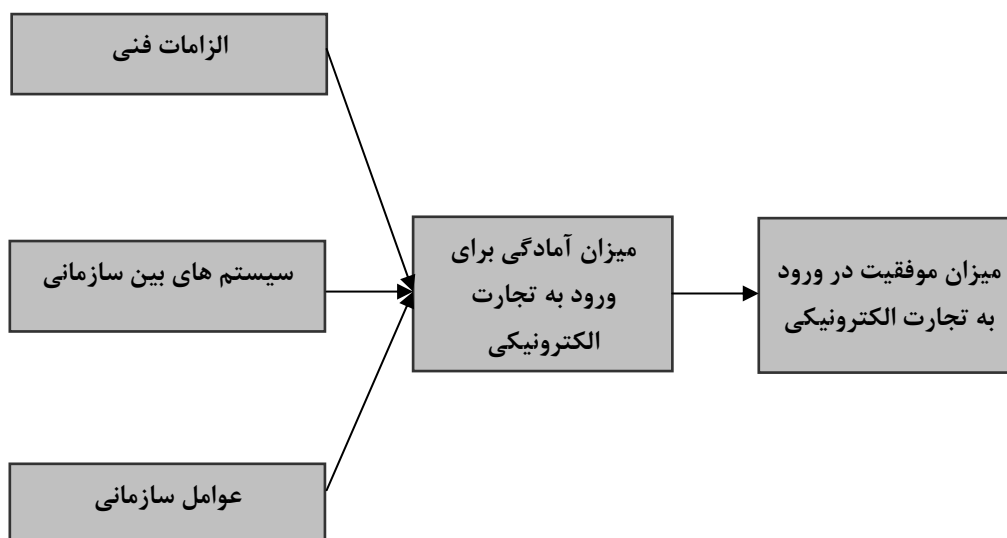 الزامات فنی
سیستم های بین سازمانی
عوامل سازمانی
میزان آمادگی برای
ورود به تجارت
الکترونیکی
میزان موفقیت در ورود
به تجارت الکترونیکی